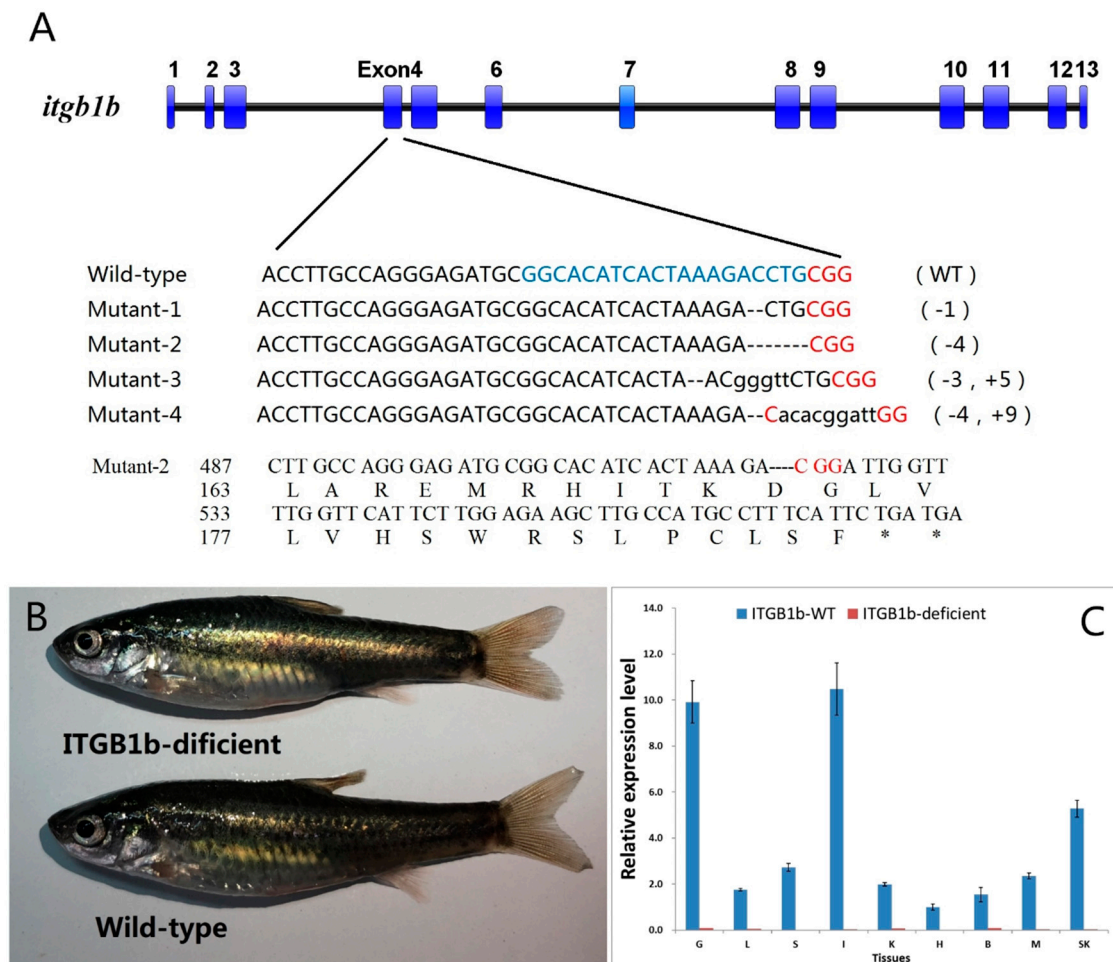 A
1 2 3 Exon4 6 7 8 9 10 11 12 13
itgb1b
Wild-type ACCTTGCCAGGGAGATGCGGCACATCACTAAAGACCTGCGG ( WT )
Mutant-1 ACCTTGCCAGGGAGATGCGGCACATCACTAAAGA--CTGCGG ( -1 )
Mutant-2 ACCTTGCCAGGGAGATGCGGCACATCACTAAAGA-------CGG ( -4 )
Mutant-3 ACCTTGCCAGGGAGATGCGGCACATCACTA--ACgggttCTGCGG ( -3 , +5 )
Mutant-4 ACCTTGCCAGGGAGATGCGGCACATCACTAAAGA--CacacggattGG ( -4 , +9 )
Mutant-2 487 CTT GCC AGG GAG ATG CGG CAC ATC ACT AAA GA----C GGA TTG GTT
163 L A R E M R H I T K D G L V
533 TTG GTT CAT TCT TGG AGA AGC TTG CCA TGC CTT TCA TTC TGA TGA
177 L V H S W R S L P C L S F * *
B
ITGB1b-dificient
Wild-type
C
ITGB1b-WT ITGB1b-deficient
Relative expression level
14.0
12.0
10.0
8.0
6.0
4.0
2.0
0.0
G L S I K H B M SK
Tissues